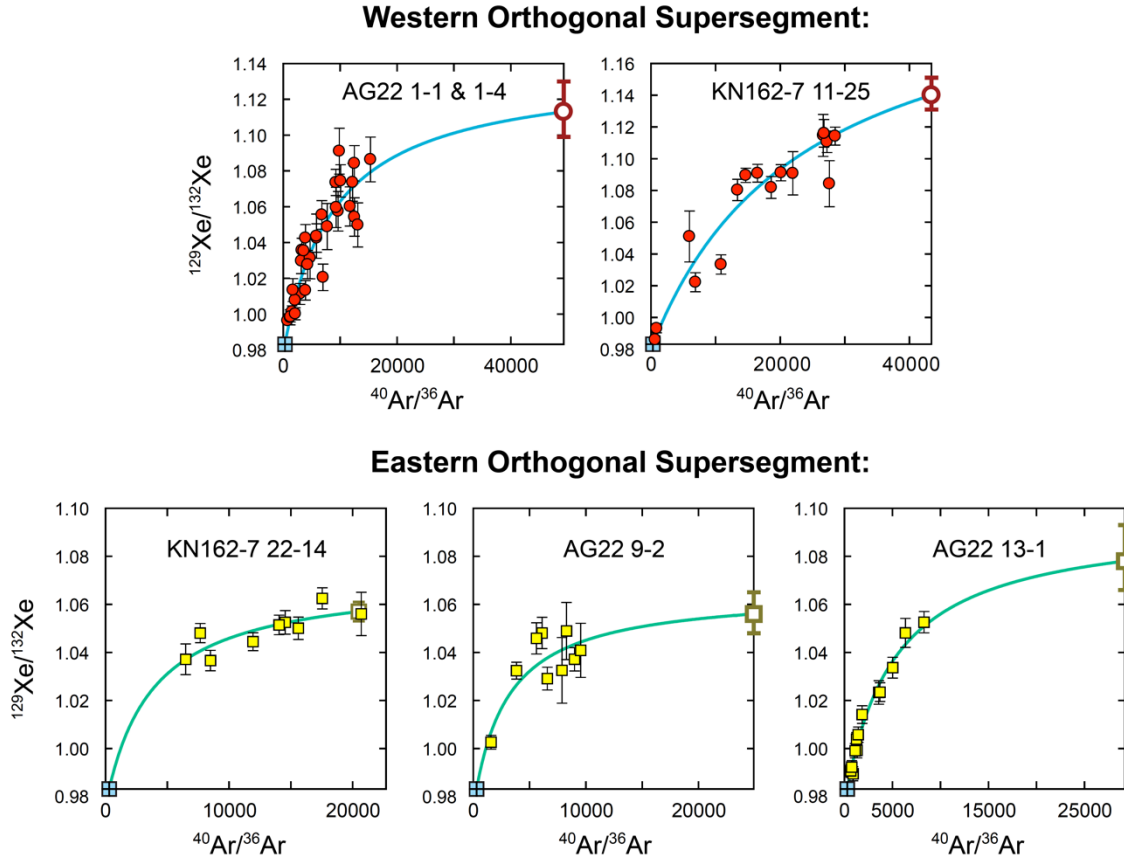 Western Orthogonal Supersegment:
AG22 1-1 & 1-4
1.14
1.12
1.10
1.08
1.06
1.04
1.02
1.00
0.98
¹²⁹Xe/¹³²Xe
0 20000 40000
⁴⁰Ar/³⁶Ar
KN162-7 11-25
1.16
1.14
1.12
1.10
1.08
1.06
1.04
1.02
1.00
0.98
0 20000 40000
⁴⁰Ar/³⁶Ar
Eastern Orthogonal Supersegment:
KN162-7 22-14
1.10
1.08
1.06
1.04
1.02
1.00
0.98
¹²⁹Xe/¹³²Xe
0 10000 20000
⁴⁰Ar/³⁶Ar
AG22 9-2
1.10
1.08
1.06
1.04
1.02
1.00
0.98
0 10000 20000
⁴⁰Ar/³⁶Ar
AG22 13-1
1.10
1.08
1.06
1.04
1.02
1.00
0.98
0 5000 15000 25000
⁴⁰Ar/³⁶Ar